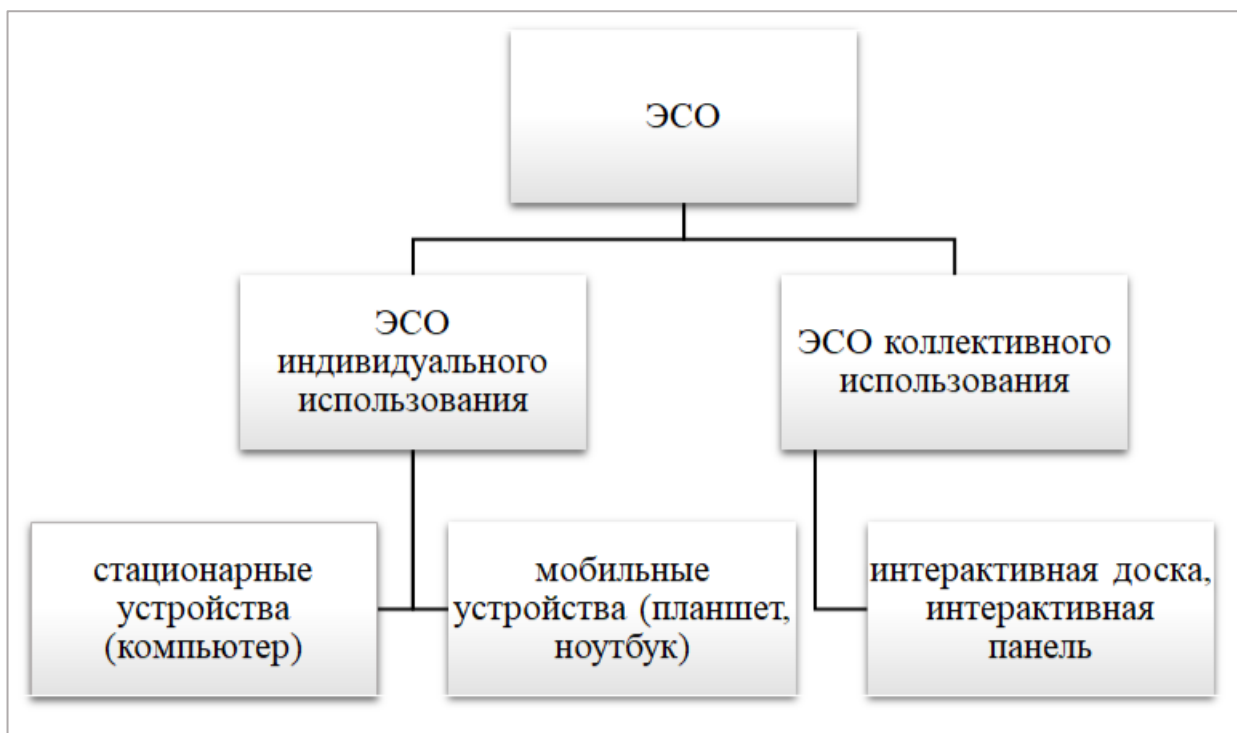 ЭСО
ЭСО
индивидуального
использования
ЭСО коллективного
использования
стационарные
устройства
(компьютер)
мобильные
устройства (планшет,
ноутбук)
интерактивная доска,
интерактивная
панель